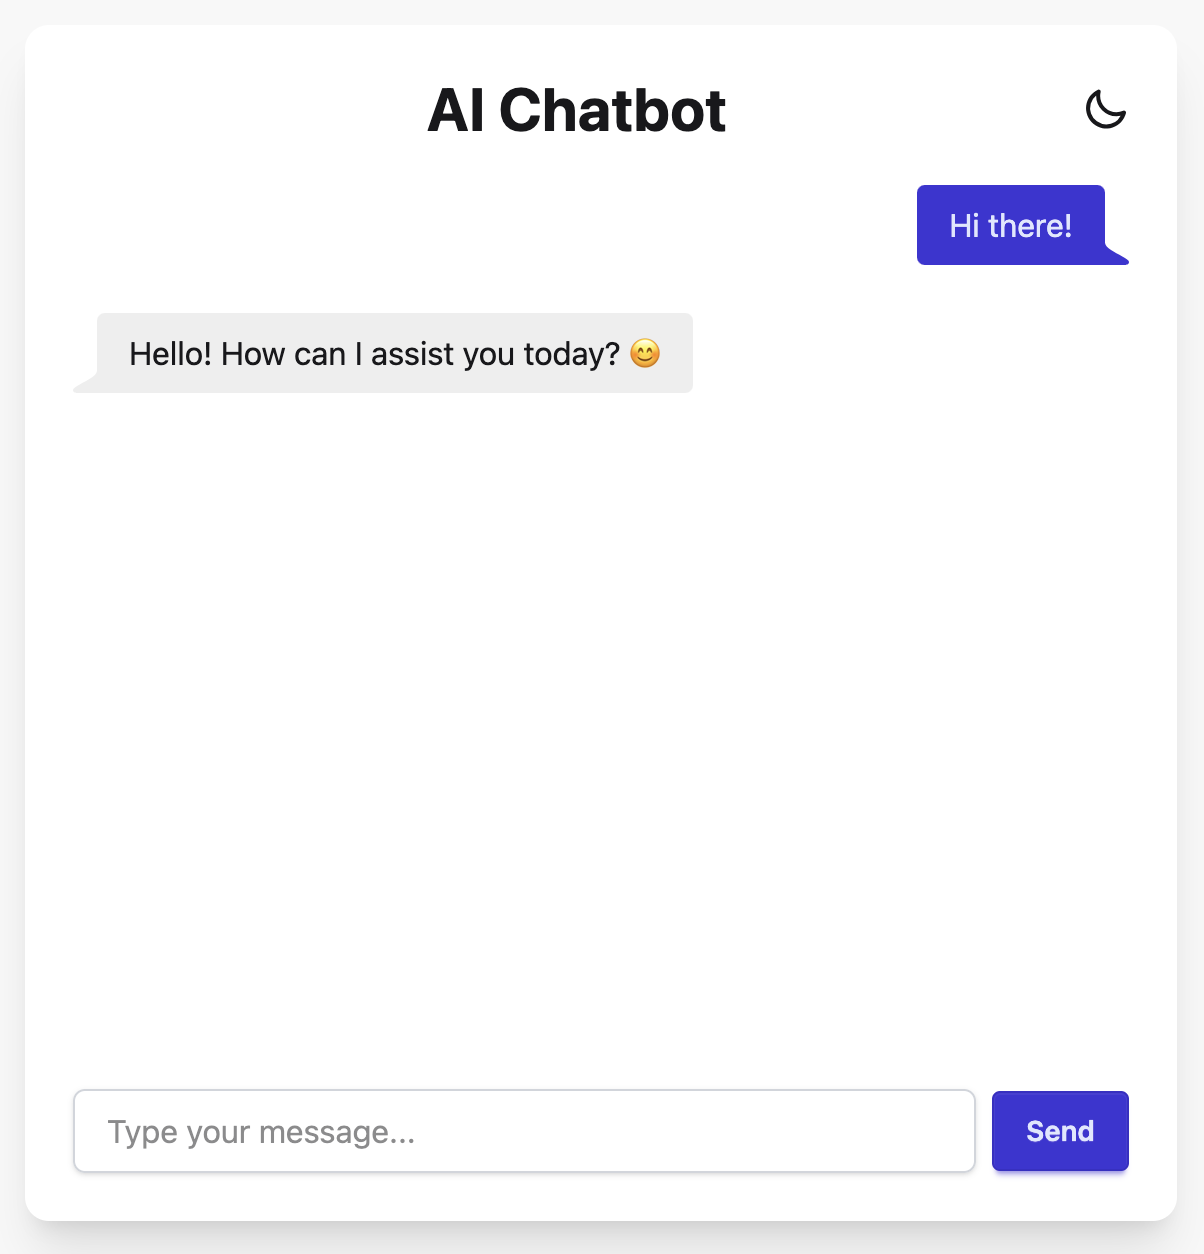 AI Chatbot
Hi there!
Hello! How can I assist you today? 😊
Type your message...
Send